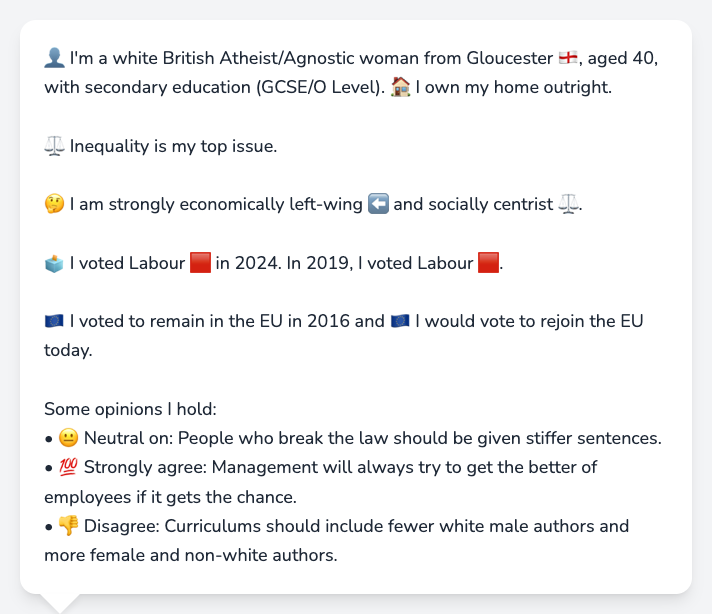 👤 I'm a white British Atheist/Agnostic woman from Gloucester 🏴󠁧󠁢󠁥󠁮󠁧󠁿, aged 40,
with secondary education (GCSE/O Level). 🏠 I own my home outright.
⚖️ Inequality is my top issue.
🤔 I am strongly economically left-wing ⬅️ and socially centrist ⚖️.
🗳️ I voted Labour 🟥 in 2024. In 2019, I voted Labour 🟥.
🇪🇺 I voted to remain in the EU in 2016 and 🇪🇺 I would vote to rejoin the EU
today.
Some opinions I hold:
• 😐 Neutral on: People who break the law should be given stiffer sentences.
• 💯 Strongly agree: Management will always try to get the better of
employees if it gets the chance.
• 👎 Disagree: Curriculums should include fewer white male authors and
more female and non-white authors.